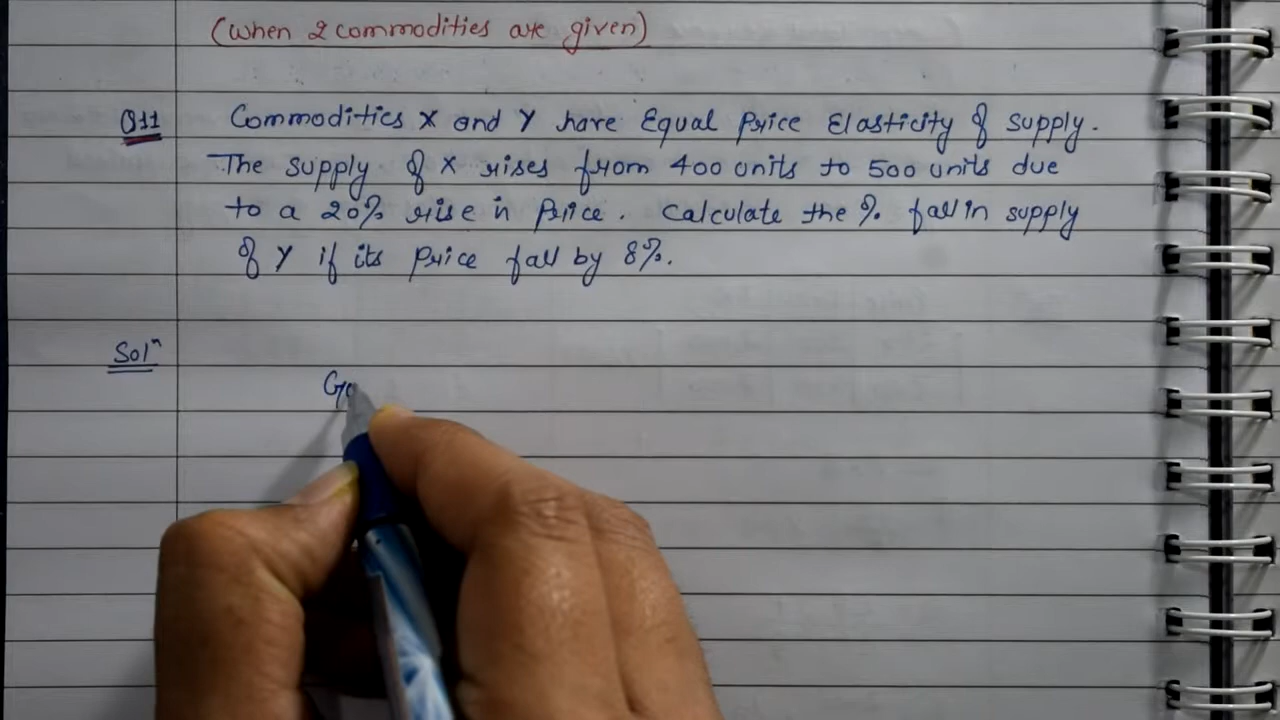 (when 2 commodities are given)
Q11 Commodities X and Y have Equal Price Elasticity of supply.
The supply of X rises from 400 units to 500 units due
to a 20% rise in Price. Calculate the % fall in supply
of Y if its Price fall by 8%.
Solⁿ